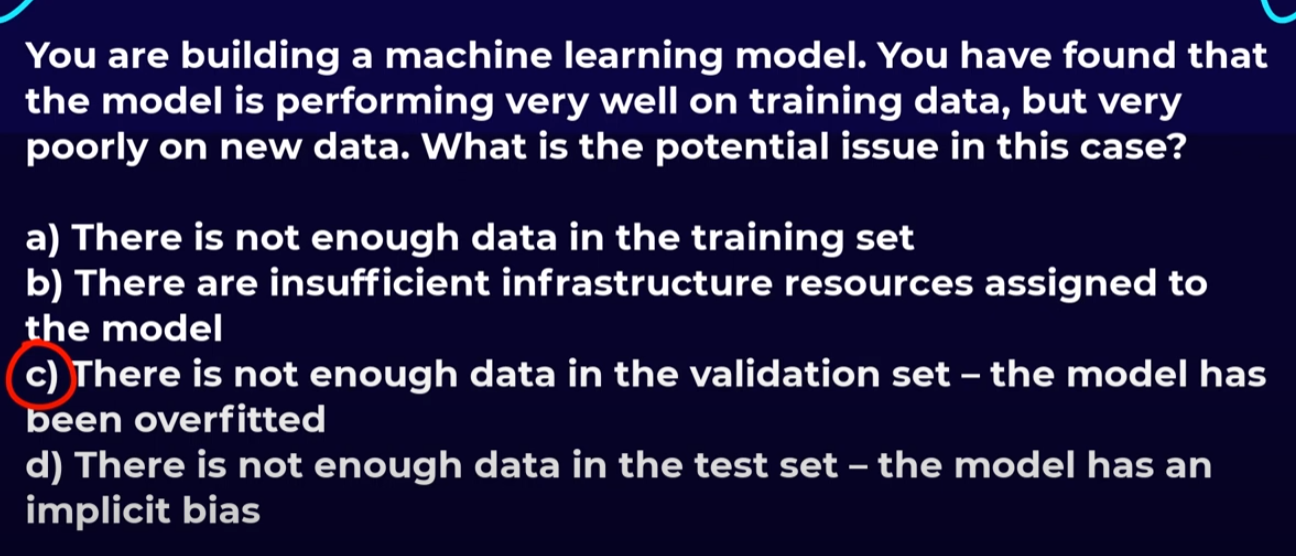 You are building a machine learning model. You have found that
the model is performing very well on training data, but very
poorly on new data. What is the potential issue in this case?
a) There is not enough data in the training set
b) There are insufficient infrastructure resources assigned to
the model
c) There is not enough data in the validation set – the model has
been overfitted
d) There is not enough data in the test set – the model has an
implicit bias